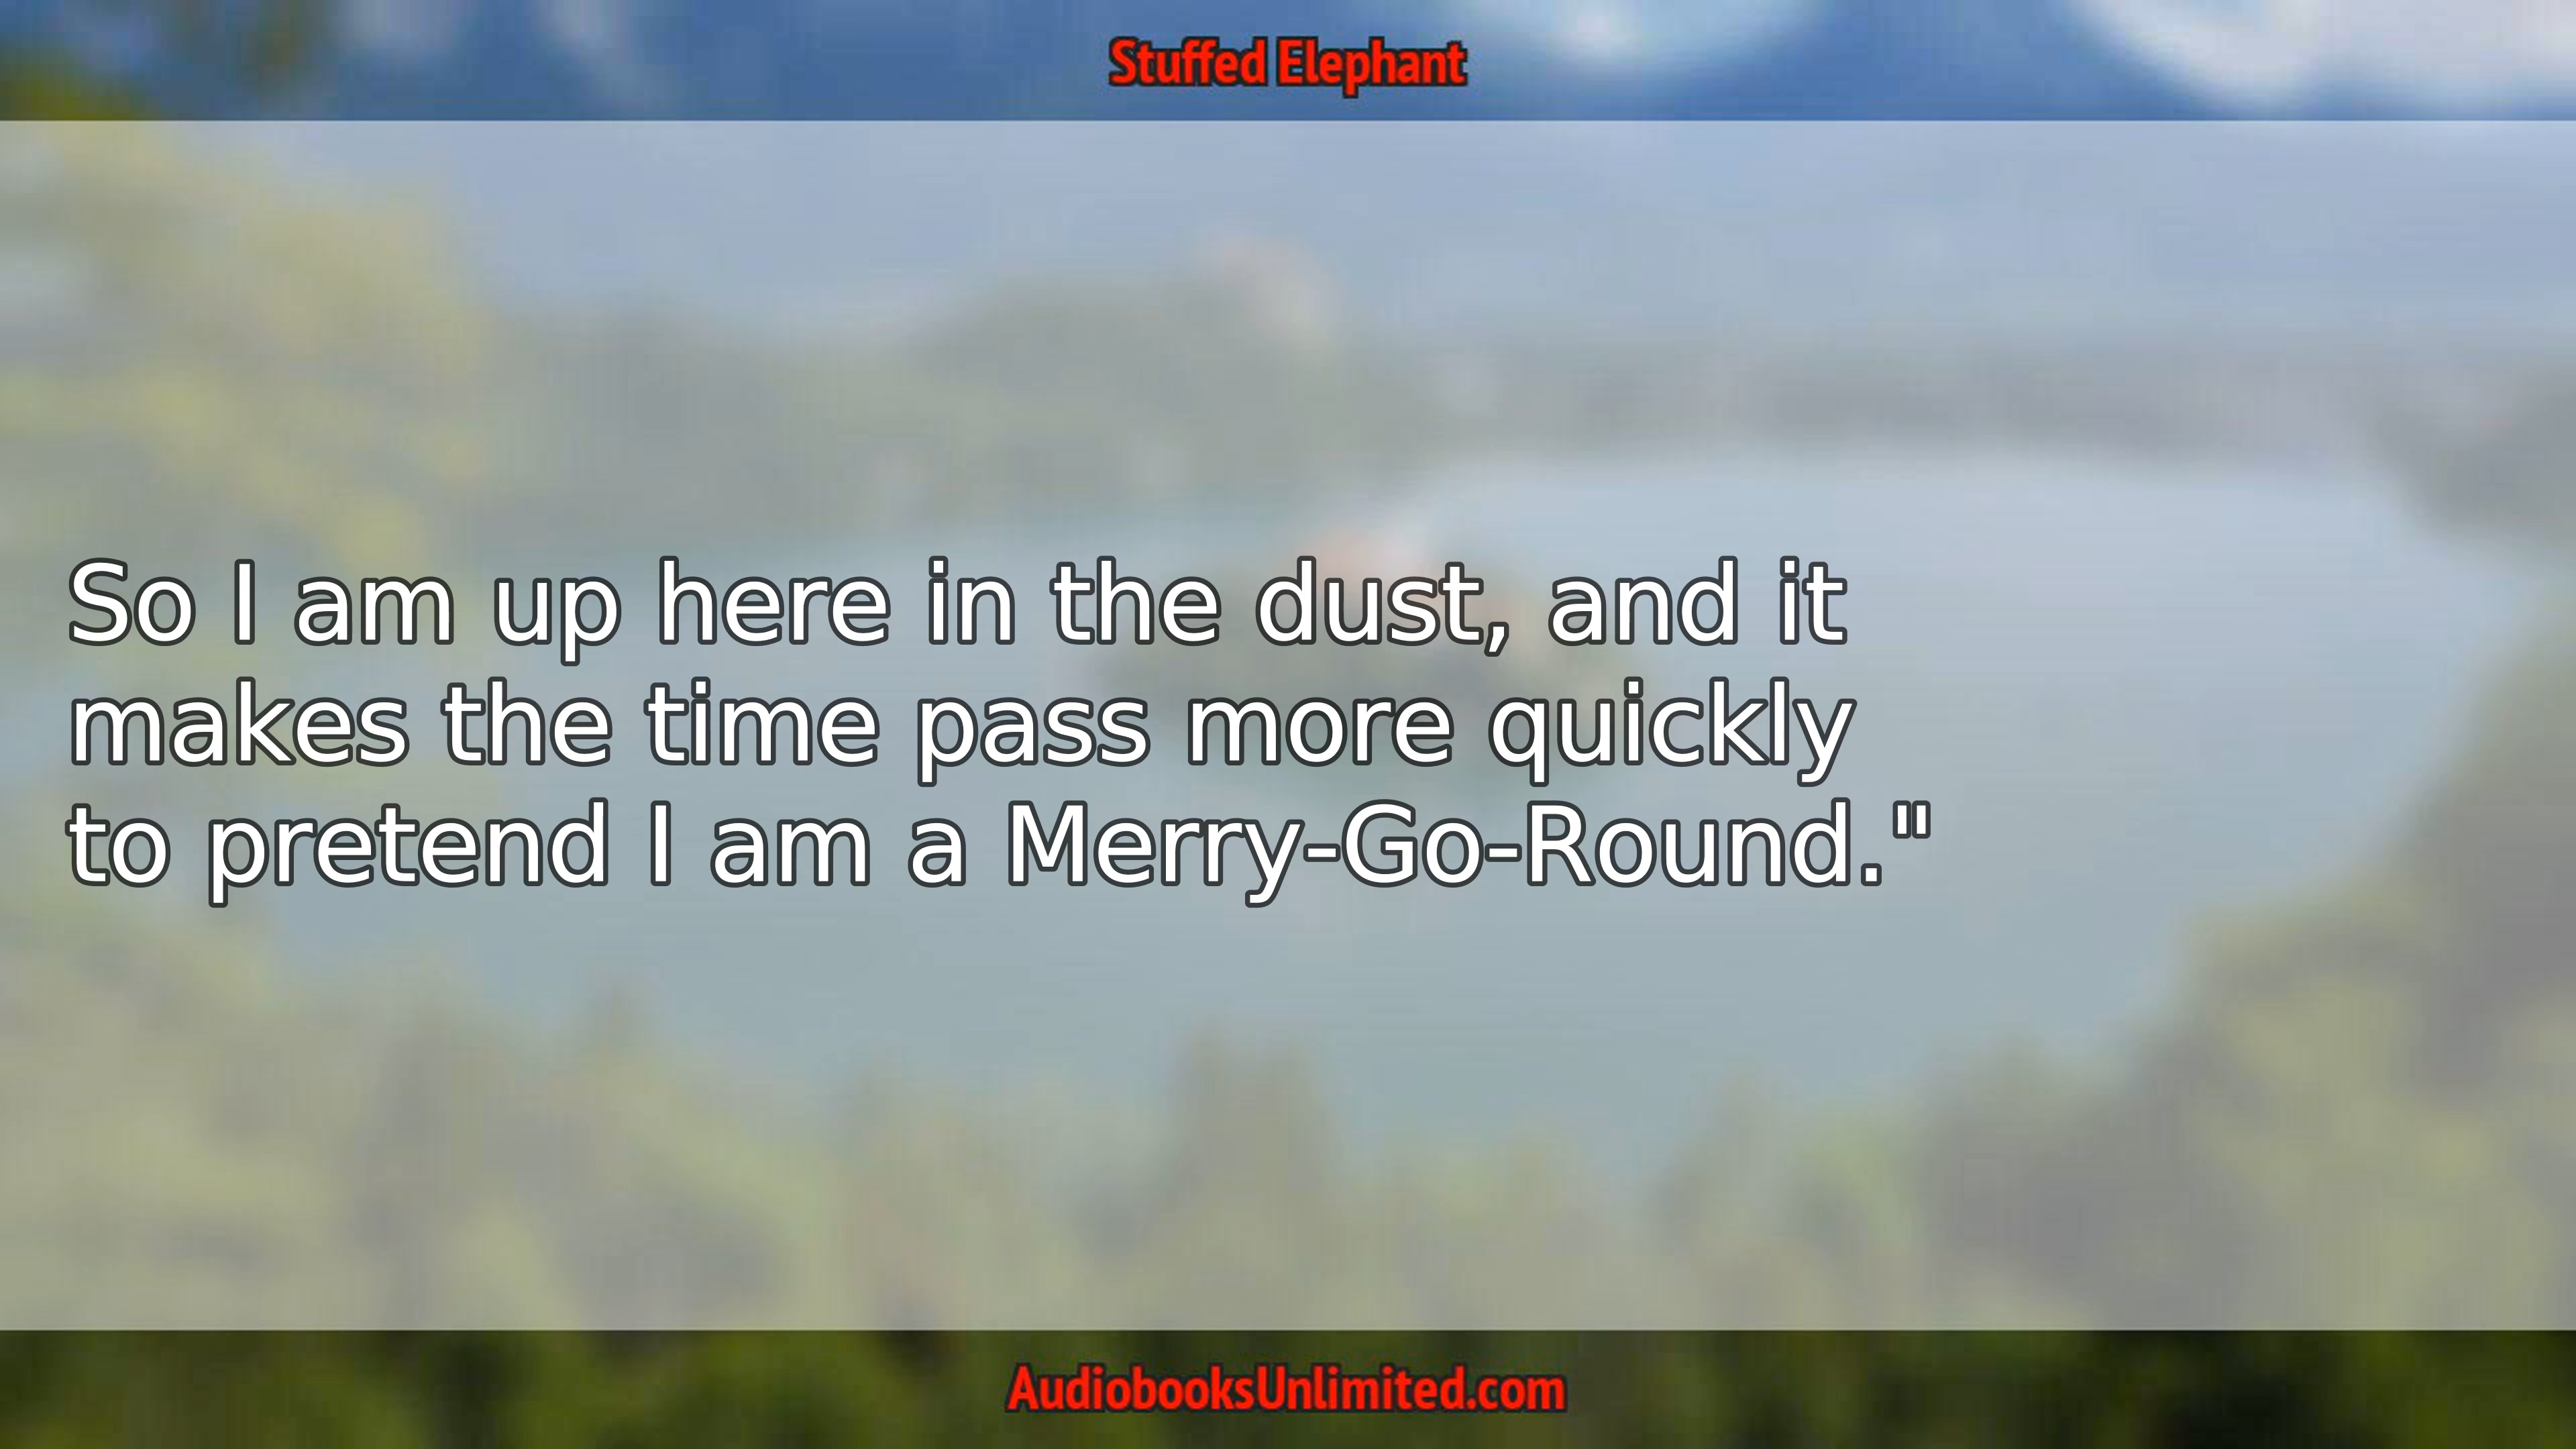 Stuffed Elephant
So I am up here in the dust, and it
makes the time pass more quickly
to pretend I am a Merry-Go-Round."
AudiobooksUnlimited.com